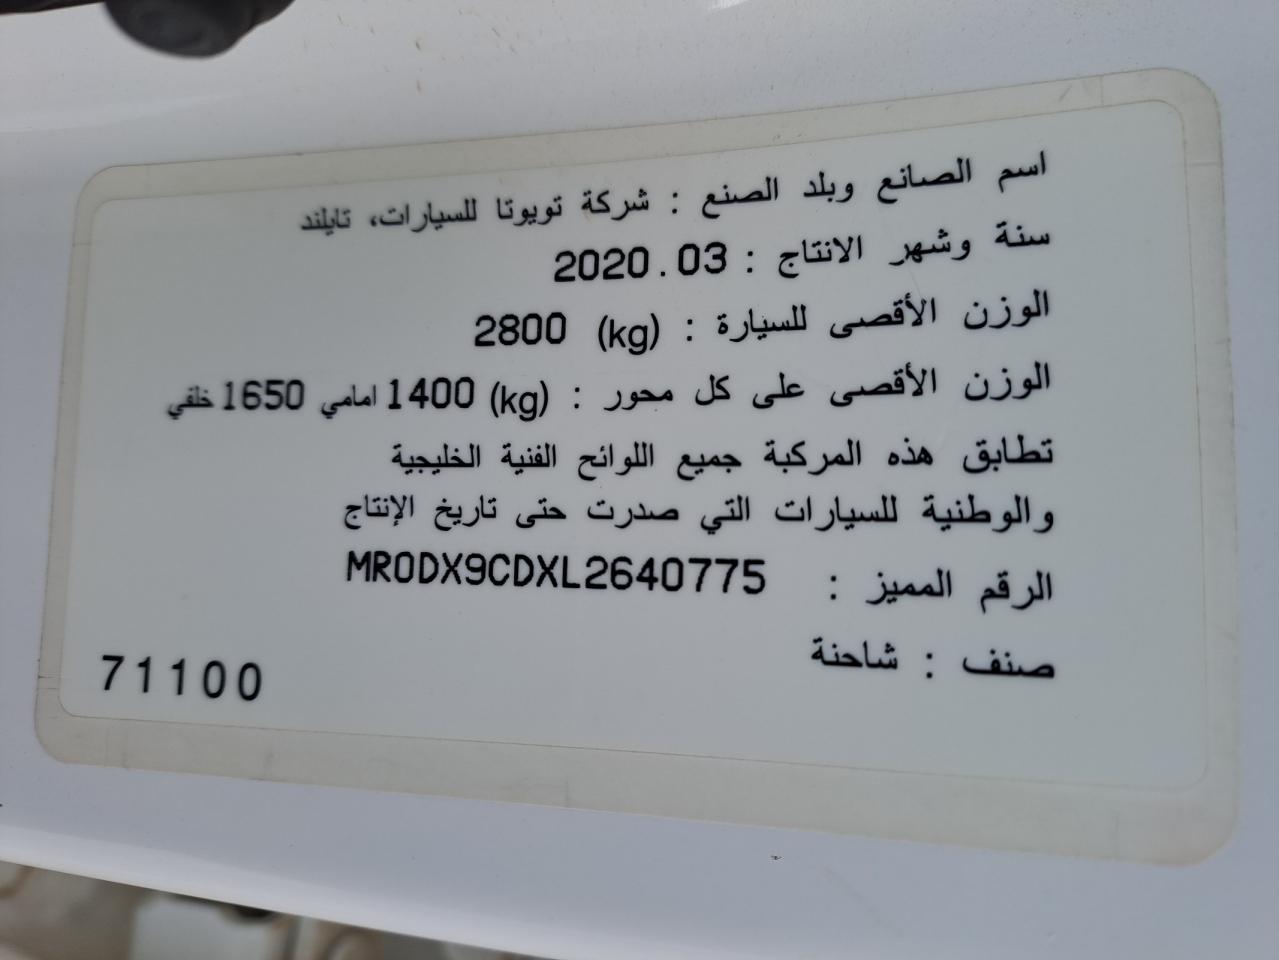 اسم الصانع وبلد الصنع : شركة تويوتا للسيارات، تايلند
سنة وشهر الانتاج : 2020.03
الوزن الأقصى للسيارة : (kg) 2800
الوزن الأقصى على كل محور : (kg) 1400 امامي 1650 خلفي
تطابق هذه المركبة جميع اللوائح الفنية الخليجية
والوطنية للسيارات التي صدرت حتى تاريخ الإنتاج
الرقم المميز : MR0DX9CDXL2640775
صنف : شاحنة
71100